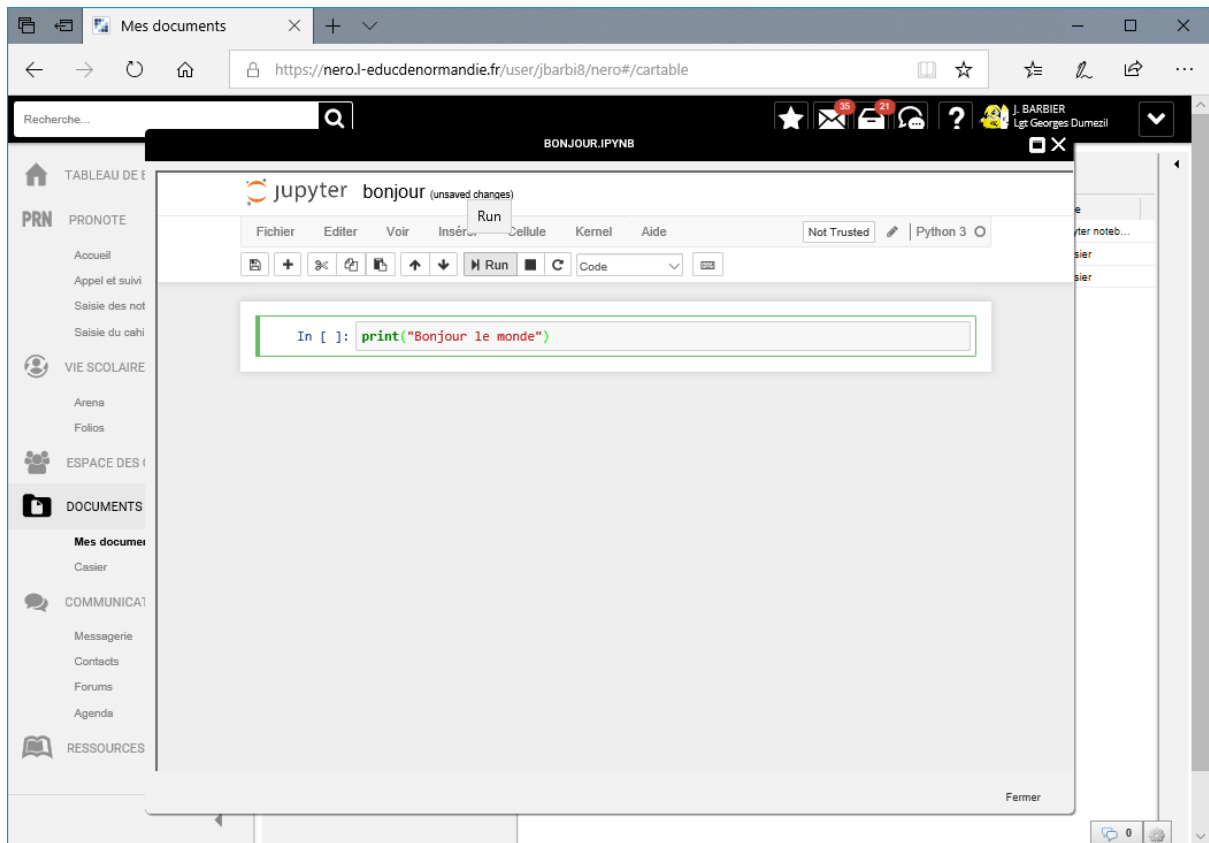 Mes documents
https://nero.l-educdenormandie.fr/user/jbarbi8/nero#/cartable
Recherche...
35
21
?
J. BARBIER
Lgt Georges Dumezil
BONJOUR.IPYNB
TABLEAU DE
PRN PRONOTE
Accueil
Appel et suivi
Saisie des not
Saisie du cahi
VIE SCOLAIRE
Arena
Folios
ESPACE DES
DOCUMENTS
Mes documen
Casier
COMMUNICAT
Messagerie
Contacts
Forums
Agenda
RESSOURCES
jupyter bonjour (unsaved changes)
Run
Fichier Editer Voir Insérer Cellule Kernel Aide Not Trusted Python 3
Run Code
In [ ]: print("Bonjour le monde")
Fermer
e
yter noteb...
sier
sier
0